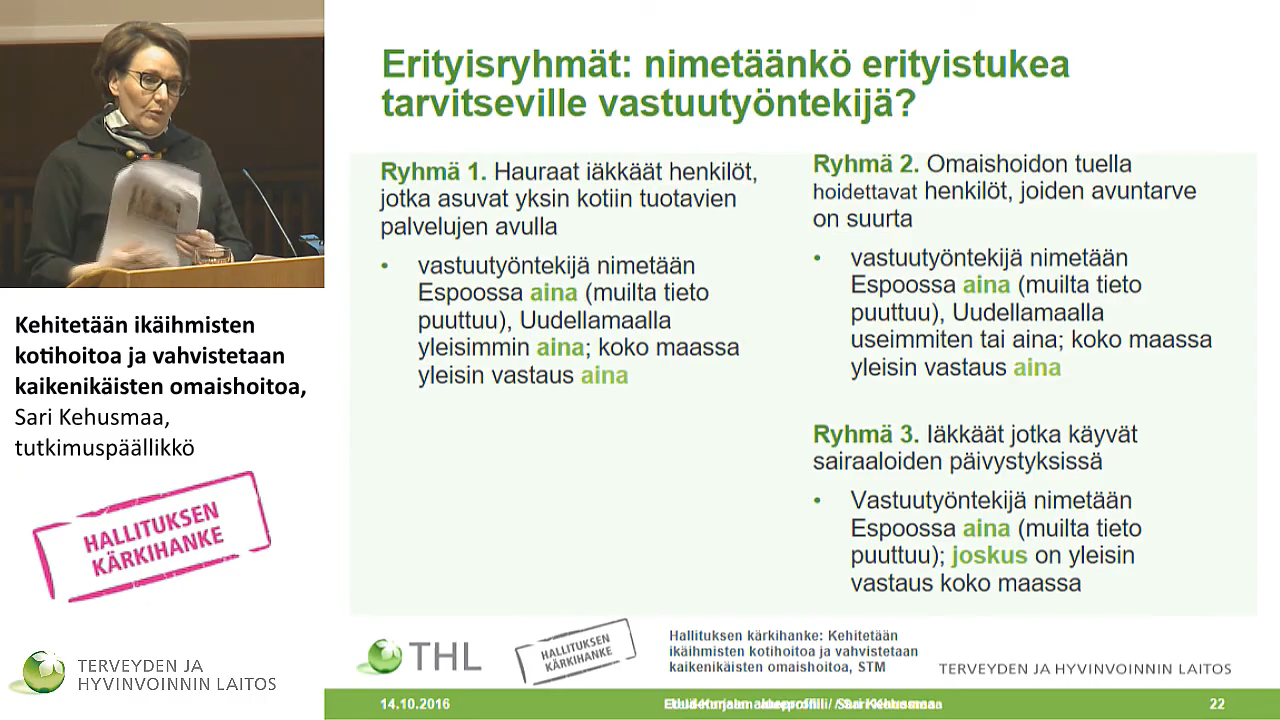 Erityisryhmät: nimetäänkö erityistukea
tarvitseville vastuutyöntekijä?
Ryhmä 1. Hauraat iäkkäät henkilöt,
jotka asuvat yksin kotiin tuotavien
palvelujen avulla
• vastuutyöntekijä nimetään
Espoossa aina (muilta tieto
puuttuu), Uudellamaalla
yleisimmin aina; koko maassa
yleisin vastaus aina
Ryhmä 2. Omaishoidon tuella
hoidettavat henkilöt, joiden avuntarve
on suurta
• vastuutyöntekijä nimetään
Espoossa aina (muilta tieto
puuttuu), Uudellamaalla
useimmiten tai aina; koko maassa
yleisin vastaus aina
Ryhmä 3. Iäkkäät jotka käyvät
sairaaloiden päivystyksissä
• Vastuutyöntekijä nimetään
Espoossa aina (muilta tieto
puuttuu); joskus on yleisin
vastaus koko maassa
Kehitetään ikäihmisten
kotihoitoa ja vahvistetaan
kaikenikäisten omaishoitoa,
Sari Kehusmaa,
tutkimuspäällikkö
HALLITUKSEN
KÄRKIHANKE
TERVEYDEN JA
HYVINVOINNIN LAITOS
THL
HALLITUKSEN
KÄRKIHANKE
Hallituksen kärkihanke: Kehitetään
ikäihmisten kotihoitoa ja vahvistetaan
kaikenikäisten omaishoitoa, STM
TERVEYDEN JA HYVINVOINNIN LAITOS
14.10.2016
/ Sari Kehusmaa
22